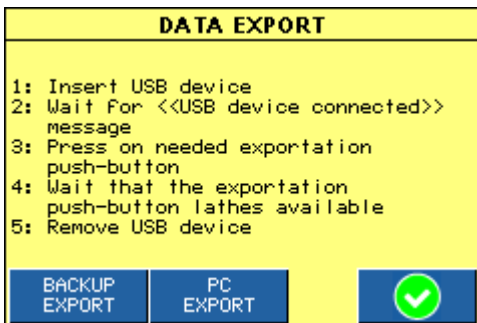 DATA EXPORT
1: Insert USB device
2: Wait for <<USB device connected>>
message
3: Press on needed exportation
push-button
4: Wait that the exportation
push-button lathes available
5: Remove USB device
BACKUP
EXPORT
PC
EXPORT